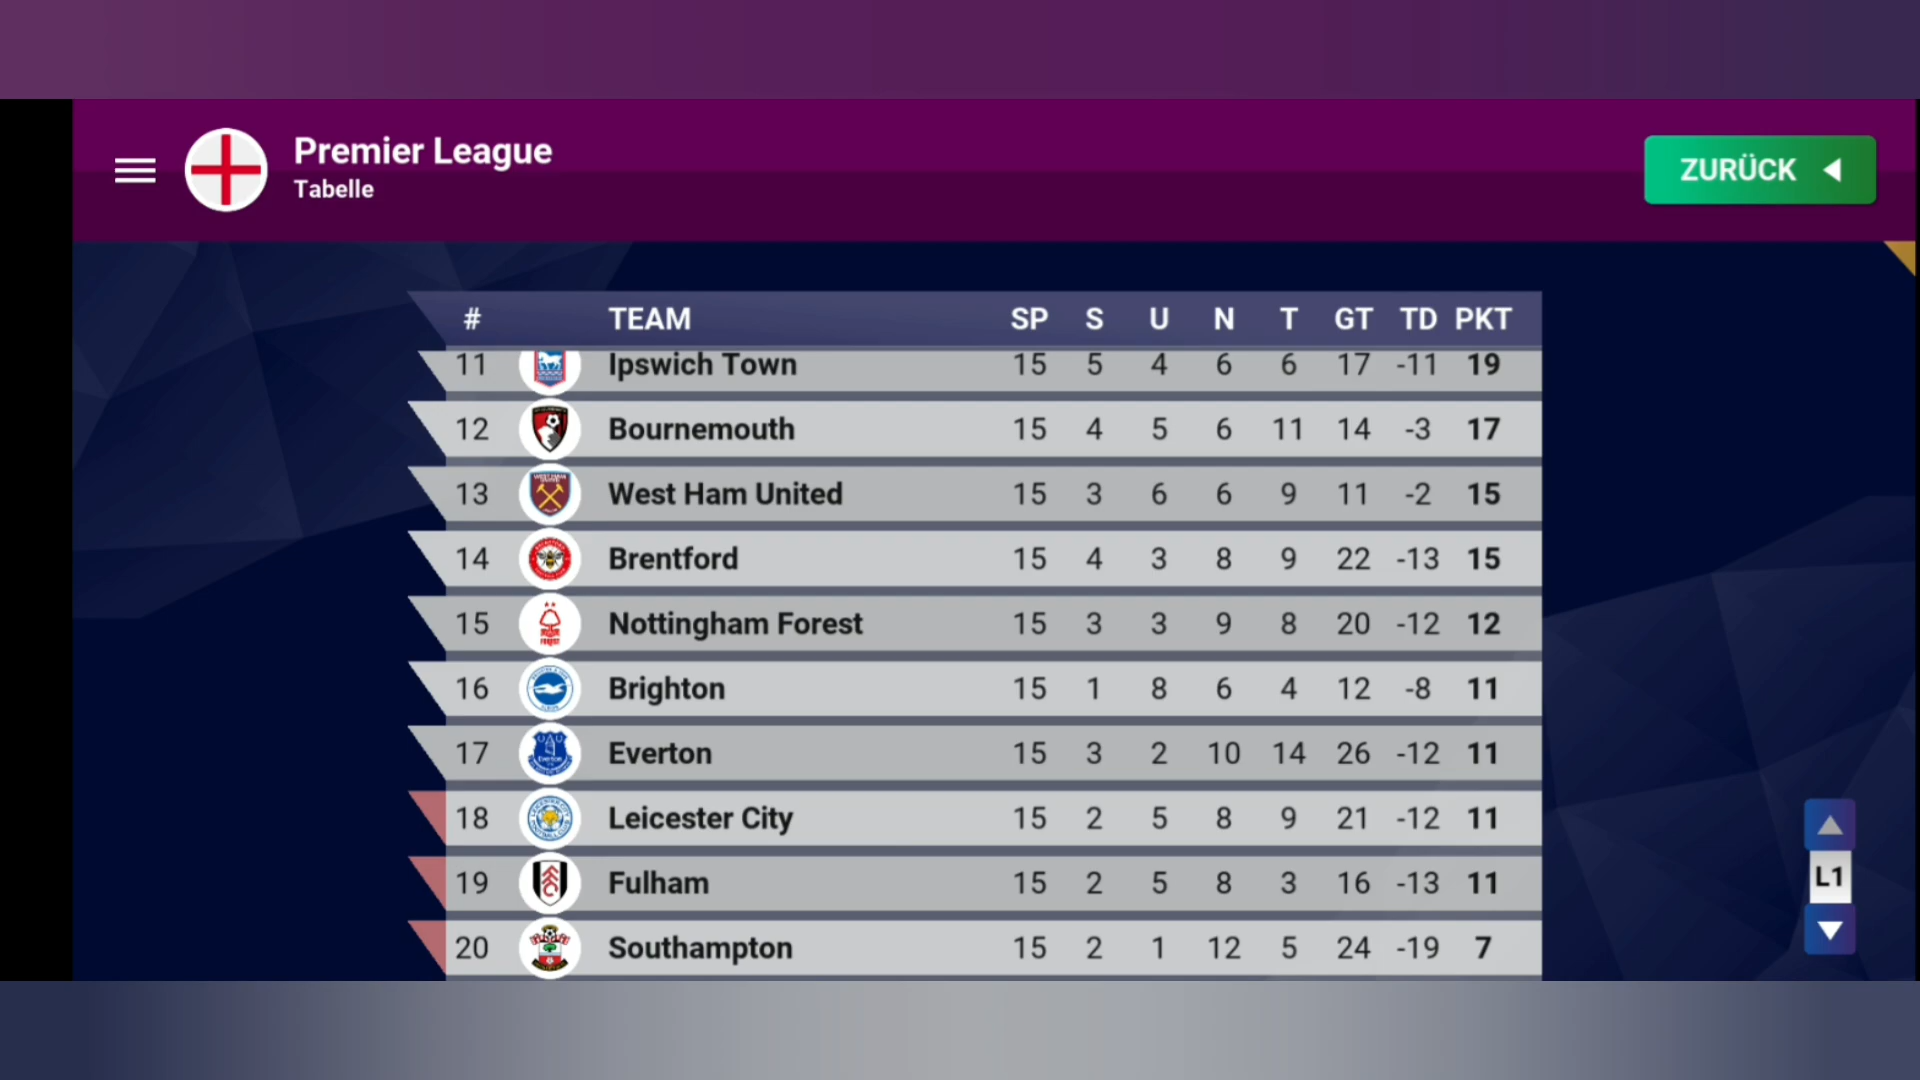 Premier League
Tabelle
ZURÜCK
# TEAM SP S U N T GT TD PKT
11 Ipswich Town 15 5 4 6 6 17 -11 19
12 Bournemouth 15 4 5 6 11 14 -3 17
13 West Ham United 15 3 6 6 9 11 -2 15
14 Brentford 15 4 3 8 9 22 -13 15
15 Nottingham Forest 15 3 3 9 8 20 -12 12
16 Brighton 15 1 8 6 4 12 -8 11
17 Everton 15 3 2 10 14 26 -12 11
18 Leicester City 15 2 5 8 9 21 -12 11
19 Fulham 15 2 5 8 3 16 -13 11
20 Southampton 15 2 1 12 5 24 -19 7
L1